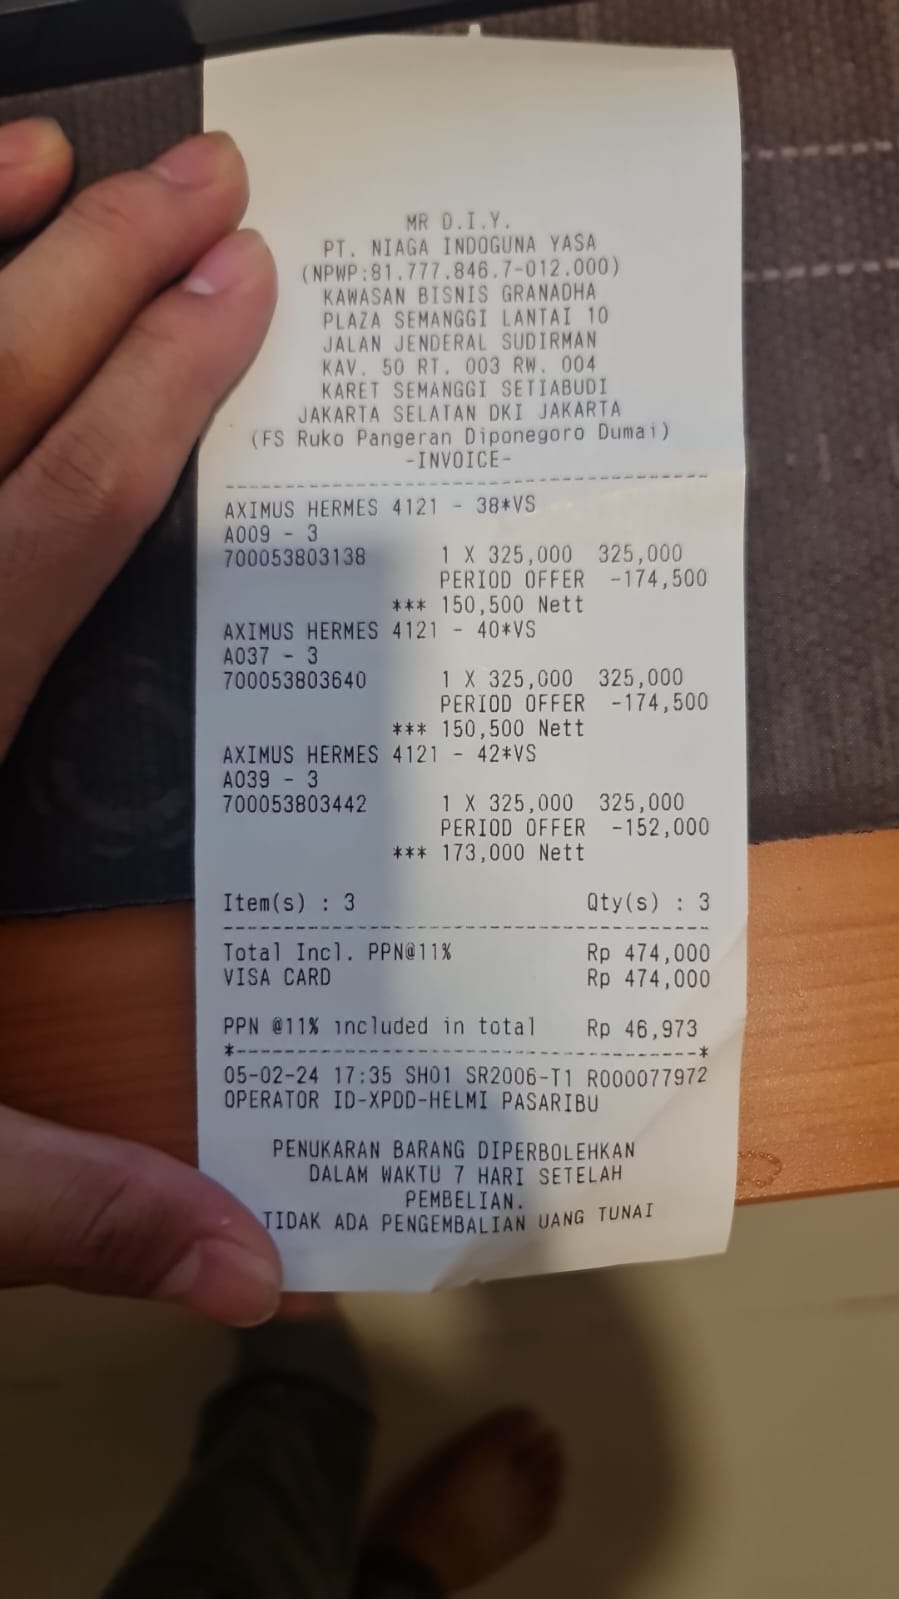 MR D.I.Y.
PT. NIAGA INDOGUNA YASA
(NPWP:81.777.846.7-012.000)
KAWASAN BISNIS GRANADHA
PLAZA SEMANGGI LANTAI 10
JALAN JENDERAL SUDIRMAN
KAV. 50 RT. 003 RW. 004
KARET SEMANGGI SETIABUDI
JAKARTA SELATAN DKI JAKARTA
(FS Ruko Pangeran Diponegoro Dumai)
-INVOICE-
AXIMUS HERMES 4121 - 38*VS
A009 - 3
700053803138 1 X 325,000 325,000
PERIOD OFFER -174,500
*** 150,500 Nett
AXIMUS HERMES 4121 - 40*VS
A037 - 3
700053803640 1 X 325,000 325,000
PERIOD OFFER -174,500
*** 150,500 Nett
AXIMUS HERMES 4121 - 42*VS
A039 - 3
700053803442 1 X 325,000 325,000
PERIOD OFFER -152,000
*** 173,000 Nett
Item(s) : 3 Qty(s) : 3
Total Incl. PPN@11% Rp 474,000
VISA CARD Rp 474,000
PPN @11% included in total Rp 46,973
*---------------------------------------*
05-02-24 17:35 SH01 SR2006-T1 R000077972
OPERATOR ID-XPDD-HELMI PASARIBU
PENUKARAN BARANG DIPERBOLEHKAN
DALAM WAKTU 7 HARI SETELAH
PEMBELIAN.
TIDAK ADA PENGEMBALIAN UANG TUNAI